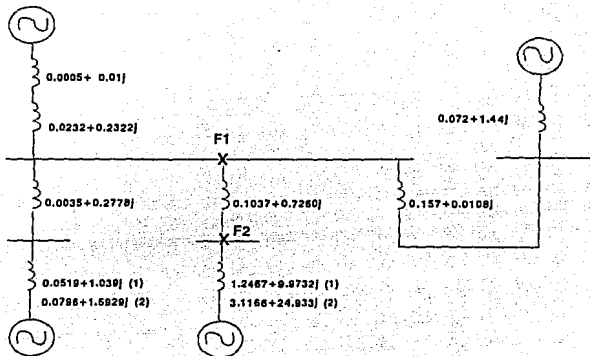 0.0005+ 0.01j
0.0232+0.2322j
0.072+1.44j
F1
0.0035+0.2778j
0.1037+0.7260j
0.157+0.0108j
F2
0.0519+1.039j (1)
0.0796+1.5929j (2)
1.2467+9.9732j (1)
3.1166+24.933j (2)